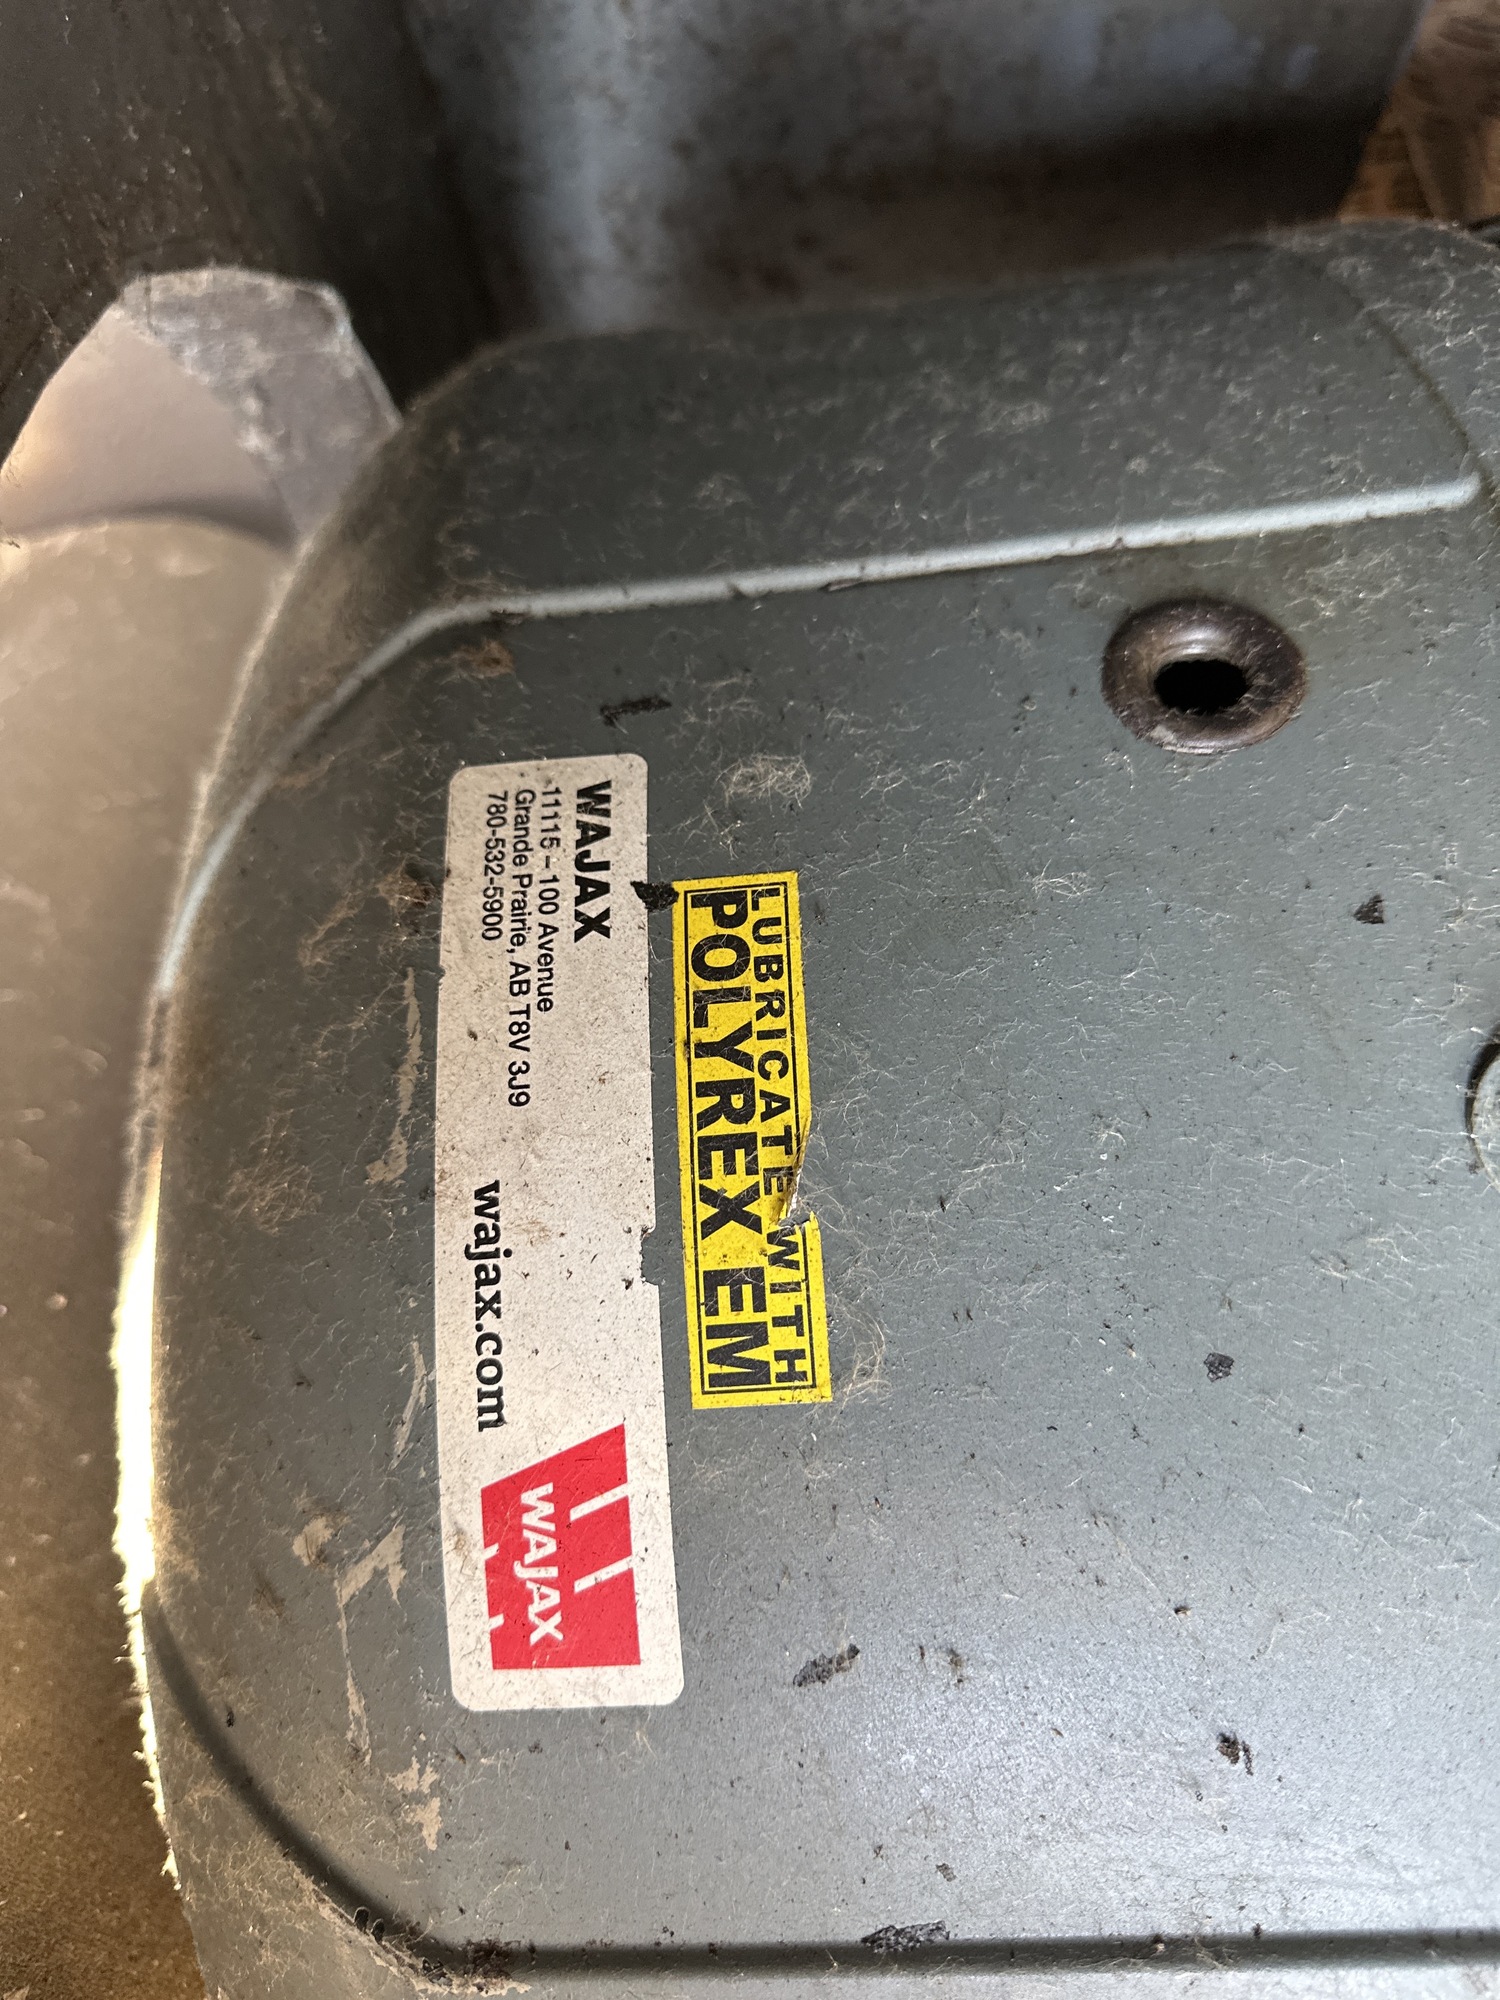 WAJAX
11115 - 100 Avenue
Grande Prairie, AB T8V 3J9
780-532-5900
wajax.com
WAJAX
LUBRICATE WITH
POLYREX EM